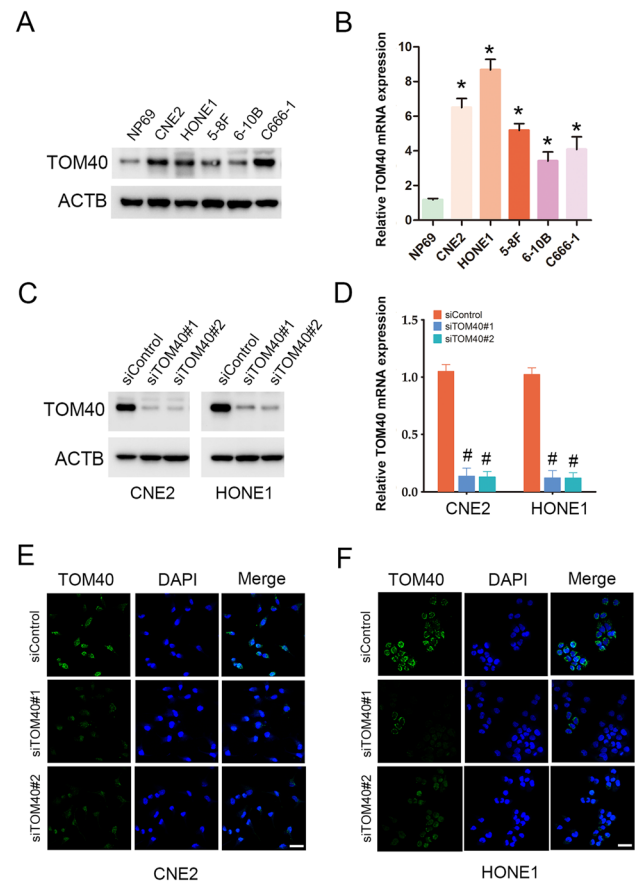 A
NP69 CNE2 HONE1 5-8F 6-10B C666-1
TOM40
ACTB
B
Relative TOM40 mRNA expression
10
8
6
4
2
0
* * * * *
NP69 CNE2 HONE1 5-8F 6-10B C666-1
C
siControl siTOM40#1 siTOM40#2 siControl siTOM40#1 siTOM40#2
TOM40
ACTB
CNE2 HONE1
D
Relative TOM40 mRNA expression
siControl
siTOM40#1
siTOM40#2
1.5
1.0
0.5
0.0
# # # #
CNE2 HONE1
E
TOM40 DAPI Merge
siControl
siTOM40#1
siTOM40#2
CNE2
F
TOM40 DAPI Merge
siControl
siTOM40#1
siTOM40#2
HONE1